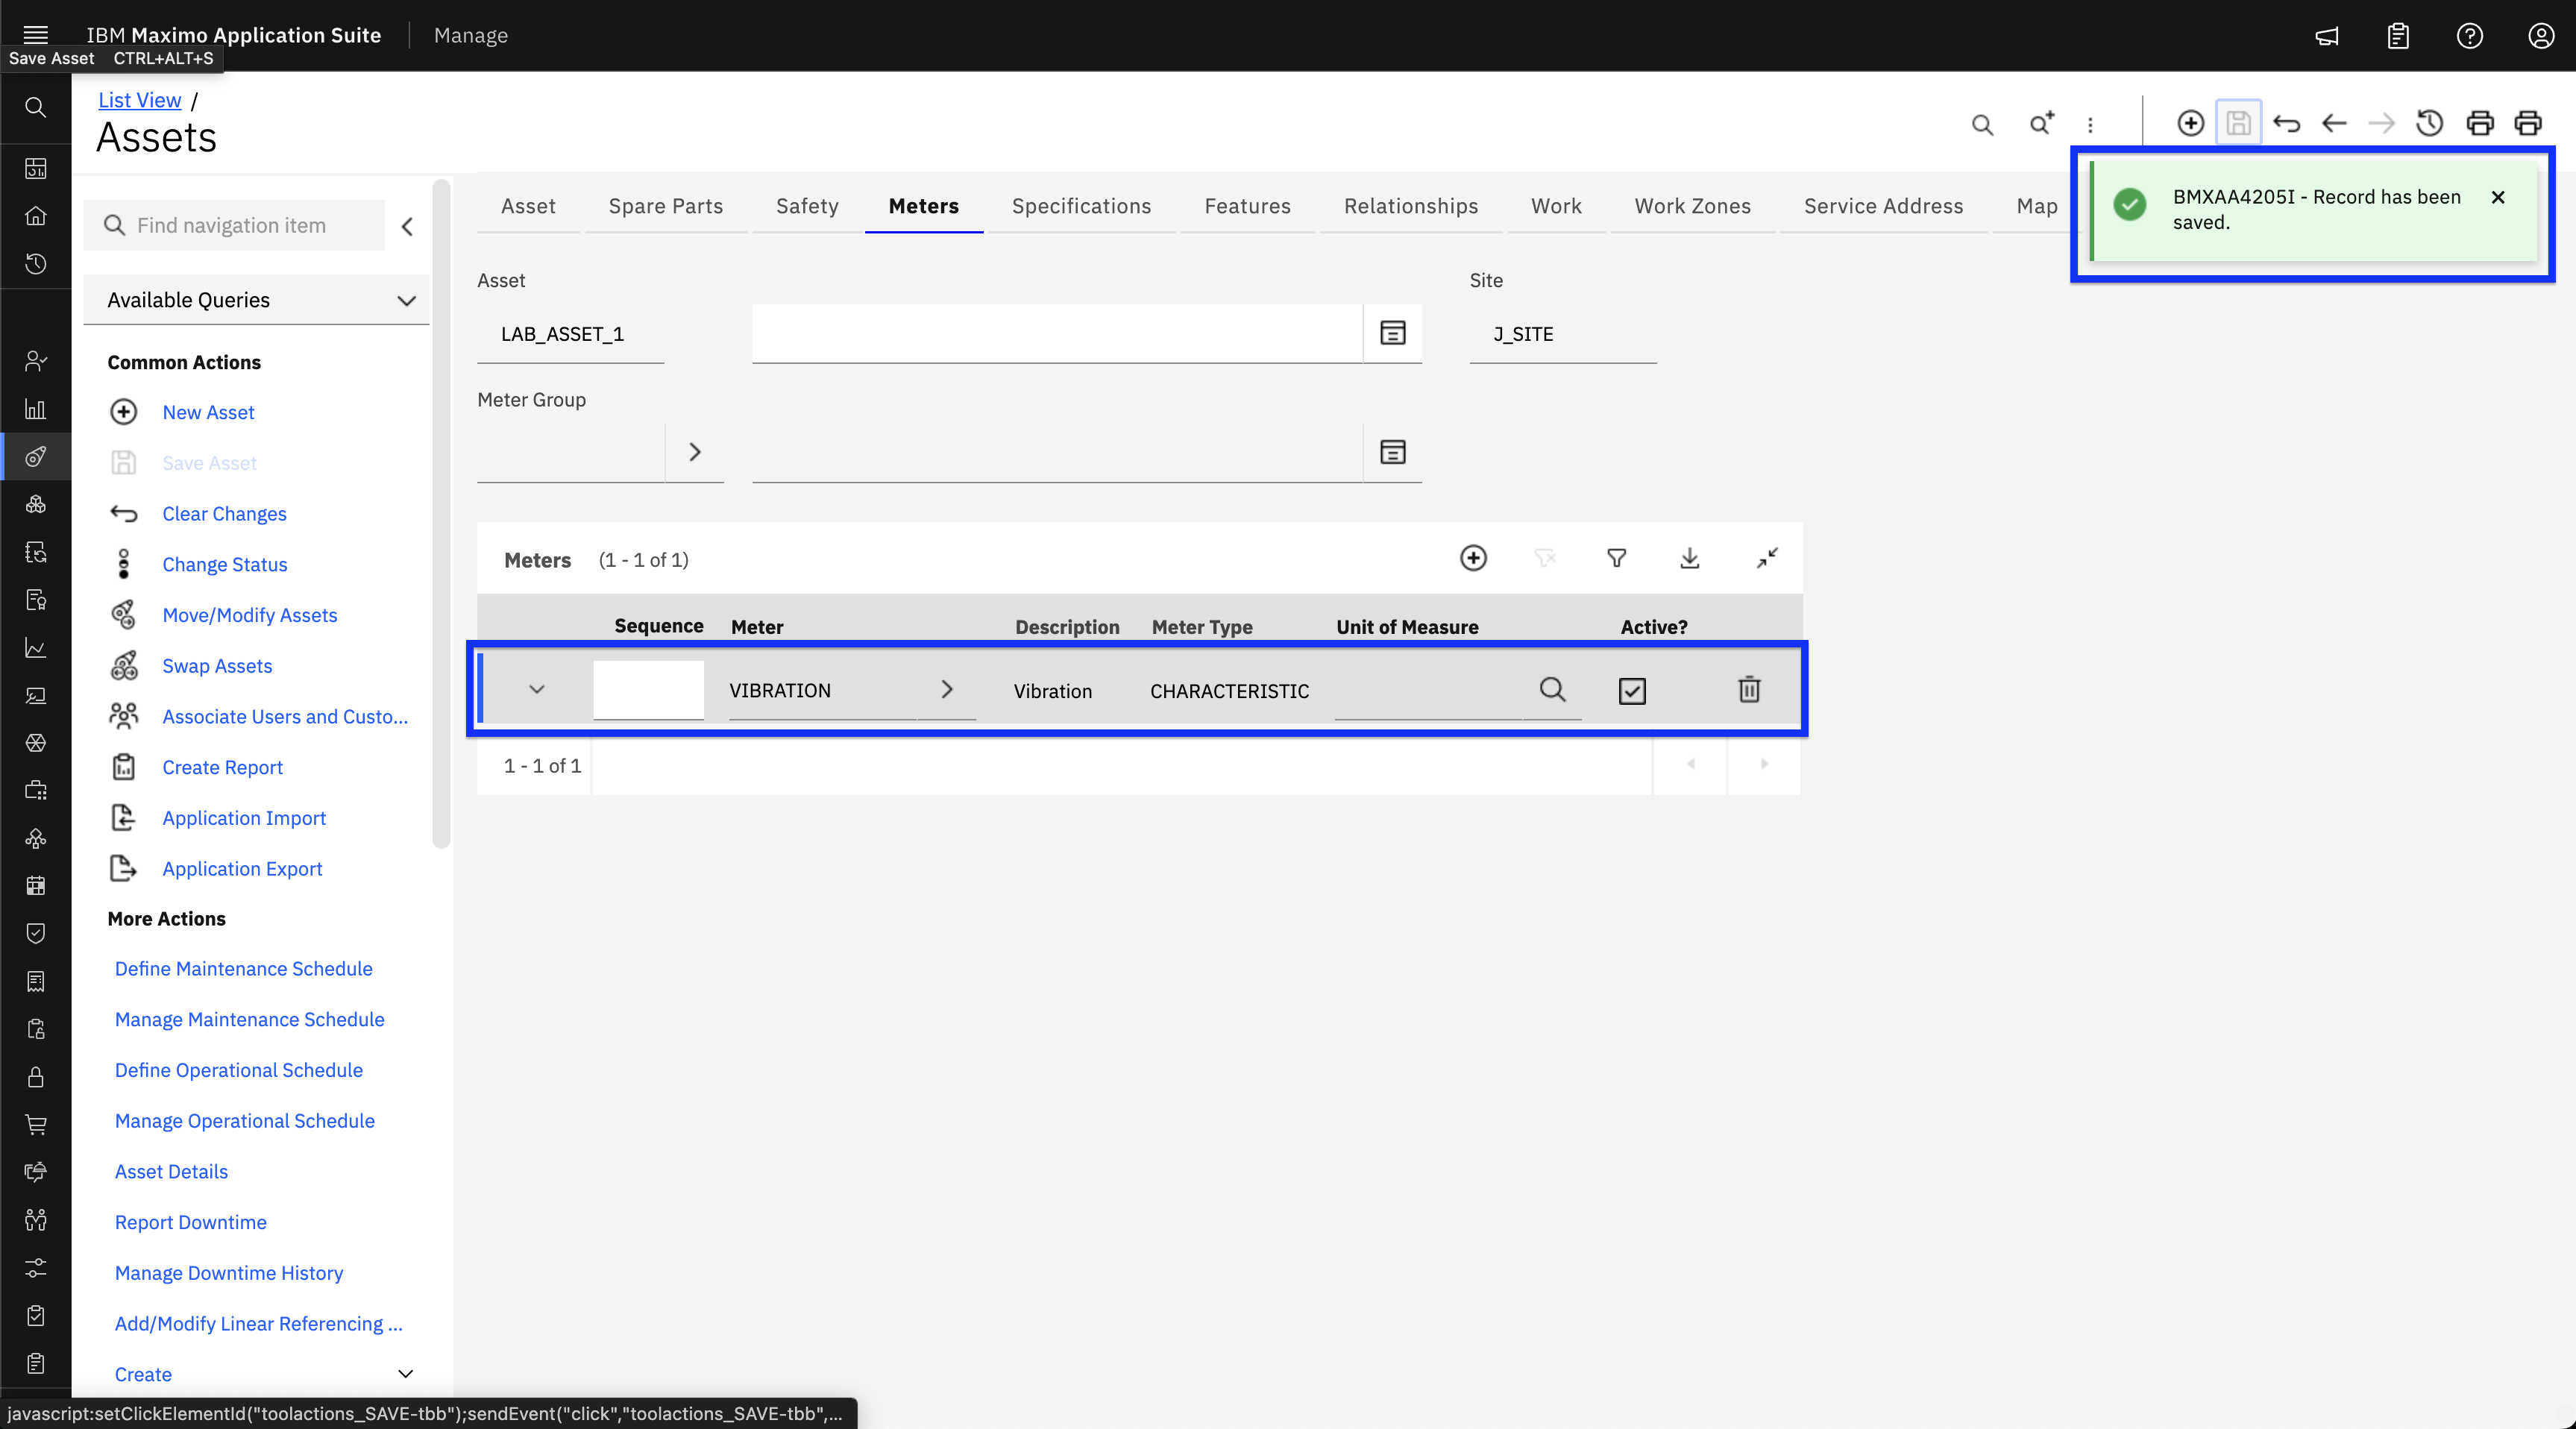 IBM Maximo Application Suite Manage
Save Asset CTRL+ALT+S
List View /
Assets
Find navigation item
Available Queries
Common Actions
New Asset
Save Asset
Clear Changes
Change Status
Move/Modify Assets
Swap Assets
Associate Users and Custo...
Create Report
Application Import
Application Export
More Actions
Define Maintenance Schedule
Manage Maintenance Schedule
Define Operational Schedule
Manage Operational Schedule
Asset Details
Report Downtime
Manage Downtime History
Add/Modify Linear Referencing ...
Create
Asset Spare Parts Safety Meters Specifications Features Relationships Work Work Zones Service Address Map
BMXAA4205I - Record has been
saved.
Asset Site
LAB_ASSET_1 J_SITE
Meter Group
Meters (1 - 1 of 1)
Sequence Meter Description Meter Type Unit of Measure Active?
VIBRATION Vibration CHARACTERISTIC
1 - 1 of 1
javascript:setClickElementId("toolactions_SAVE-tbb");sendEvent("click","toolactions_SAVE-tbb",...